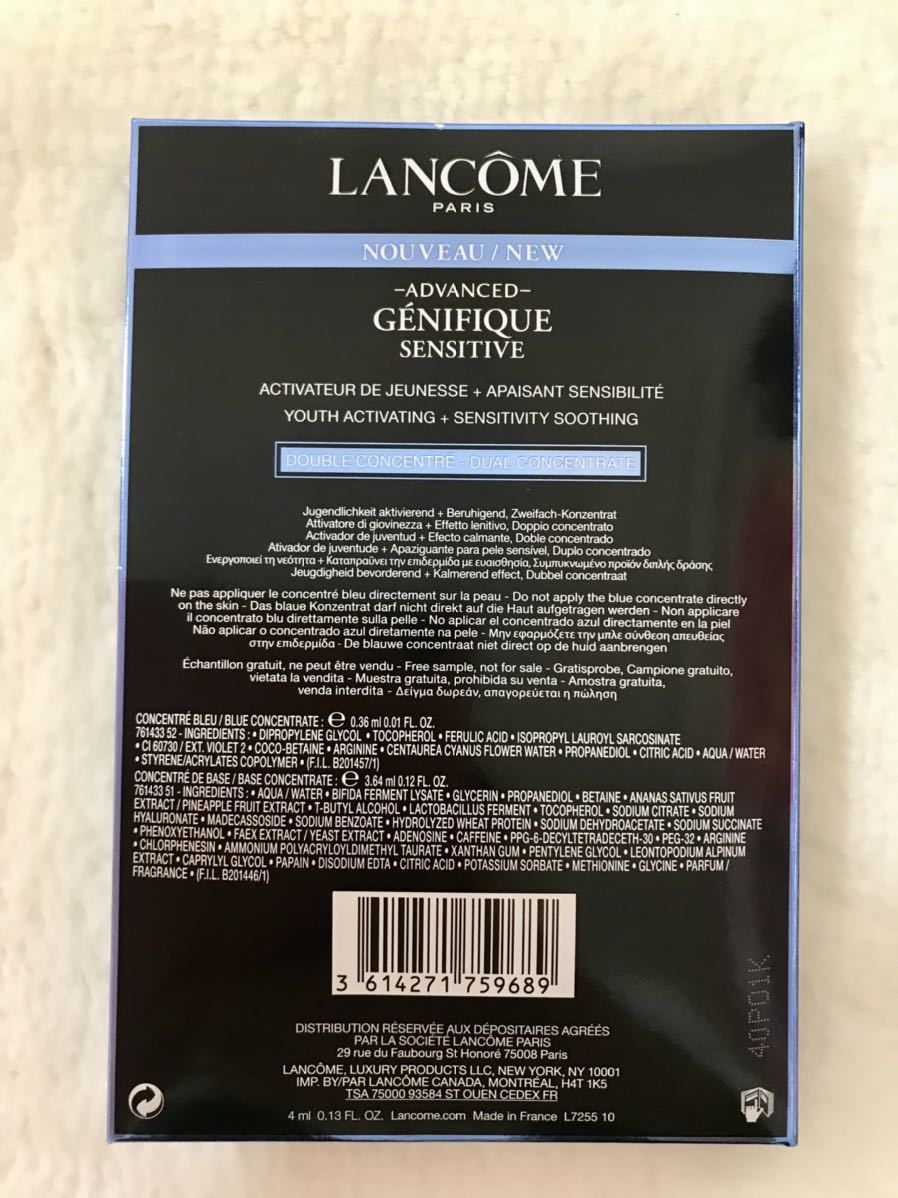 LANCÔME
PARIS
NOUVEAU / NEW
–ADVANCED–
GÉNIFIQUE
SENSITIVE
ACTIVATEUR DE JEUNESSE + APAISANT SENSIBILITÉ
YOUTH ACTIVATING + SENSITIVITY SOOTHING
DOUBLE CONCENTRÉ - DUAL CONCENTRATE
Jugendlichkeit aktivierend + Beruhigend, Zweifach-Konzentrat
Attivatore di giovinezza + Effetto lenitivo, Doppio concentrato
Activador de juventud + Efecto calmante, Doble concentrado
Ativador de juventude + Apaziguante para pele sensível, Duplo concentrado
Ενεργοποιεί τη νεότητα + Καταπραΰνει την επιδερμίδα με ευαισθησία, Συμπυκνωμένο προϊόν διπλής δράσης
Jeugdigheid bevorderend + Kalmerend effect, Dubbel concentraat
Ne pas appliquer le concentré bleu directement sur la peau - Do not apply the blue concentrate directly
on the skin - Das blaue Konzentrat darf nicht direkt auf die Haut aufgetragen werden - Non applicare
il concentrato blu direttamente sulla pelle - No aplicar el concentrado azul directamente en la piel
Não aplicar o concentrado azul diretamente na pele - Μην εφαρμόζετε την μπλε σύνθεση απευθείας
στην επιδερμίδα - De blauwe concentraat niet direct op de huid aanbrengen
Échantillon gratuit, ne peut être vendu - Free sample, not for sale - Gratisprobe, Campione gratuito,
vietata la vendita - Muestra gratuita, prohibida su venta - Amostra gratuita,
venda interdita - Δείγμα δωρεάν, απαγορεύεται η πώληση
CONCENTRÉ BLEU / BLUE CONCENTRATE : ℮ 0.36 ml 0.01 FL. OZ.
761433 52 - INGREDIENTS : • DIPROPYLENE GLYCOL • TOCOPHEROL • FERULIC ACID • ISOPROPYL LAUROYL SARCOSINATE
• CI 60730 / EXT. VIOLET 2 • COCO-BETAINE • ARGININE • CENTAUREA CYANUS FLOWER WATER • PROPANEDIOL • CITRIC ACID • AQUA / WATER
• STYRENE/ACRYLATES COPOLYMER • (F.I.L. B201457/1)
CONCENTRÉ DE BASE / BASE CONCENTRATE : ℮ 3.64 ml 0.12 FL. OZ.
761433 51 - INGREDIENTS : • AQUA / WATER • BIFIDA FERMENT LYSATE • GLYCERIN • PROPANEDIOL • BETAINE • ANANAS SATIVUS FRUIT
EXTRACT / PINEAPPLE FRUIT EXTRACT • T-BUTYL ALCOHOL • LACTOBACILLUS FERMENT • TOCOPHEROL • SODIUM CITRATE • SODIUM
HYALURONATE • MADECASSOSIDE • SODIUM BENZOATE • HYDROLYZED WHEAT PROTEIN • SODIUM DEHYDROACETATE • SODIUM SUCCINATE
• PHENOXYETHANOL • FAEX EXTRACT / YEAST EXTRACT • ADENOSINE • CAFFEINE • PPG-6-DECYLTETRADECETH-30 • PEG-32 • ARGININE
• CHLORPHENESIN • AMMONIUM POLYACRYLOYLDIMETHYL TAURATE • XANTHAN GUM • PENTYLENE GLYCOL • LEONTOPODIUM ALPINUM
EXTRACT • CAPRYLYL GLYCOL • PAPAIN • DISODIUM EDTA • CITRIC ACID • POTASSIUM SORBATE • METHIONINE • GLYCINE • PARFUM /
FRAGRANCE • (F.I.L. B201446/1)
3 614271 759689
40P01K
DISTRIBUTION RÉSERVÉE AUX DÉPOSITAIRES AGRÉÉS
PAR LA SOCIÉTÉ LANCÔME PARIS
29 rue du Faubourg St Honoré 75008 Paris
LANCÔME, LUXURY PRODUCTS LLC, NEW YORK, NY 10001
IMP. BY/PAR LANCÔME CANADA, MONTRÉAL, H4T 1K5
TSA 75000 93584 ST OUEN CEDEX FR
4 ml 0.13 FL. OZ. Lancome.com Made in France L7255 10